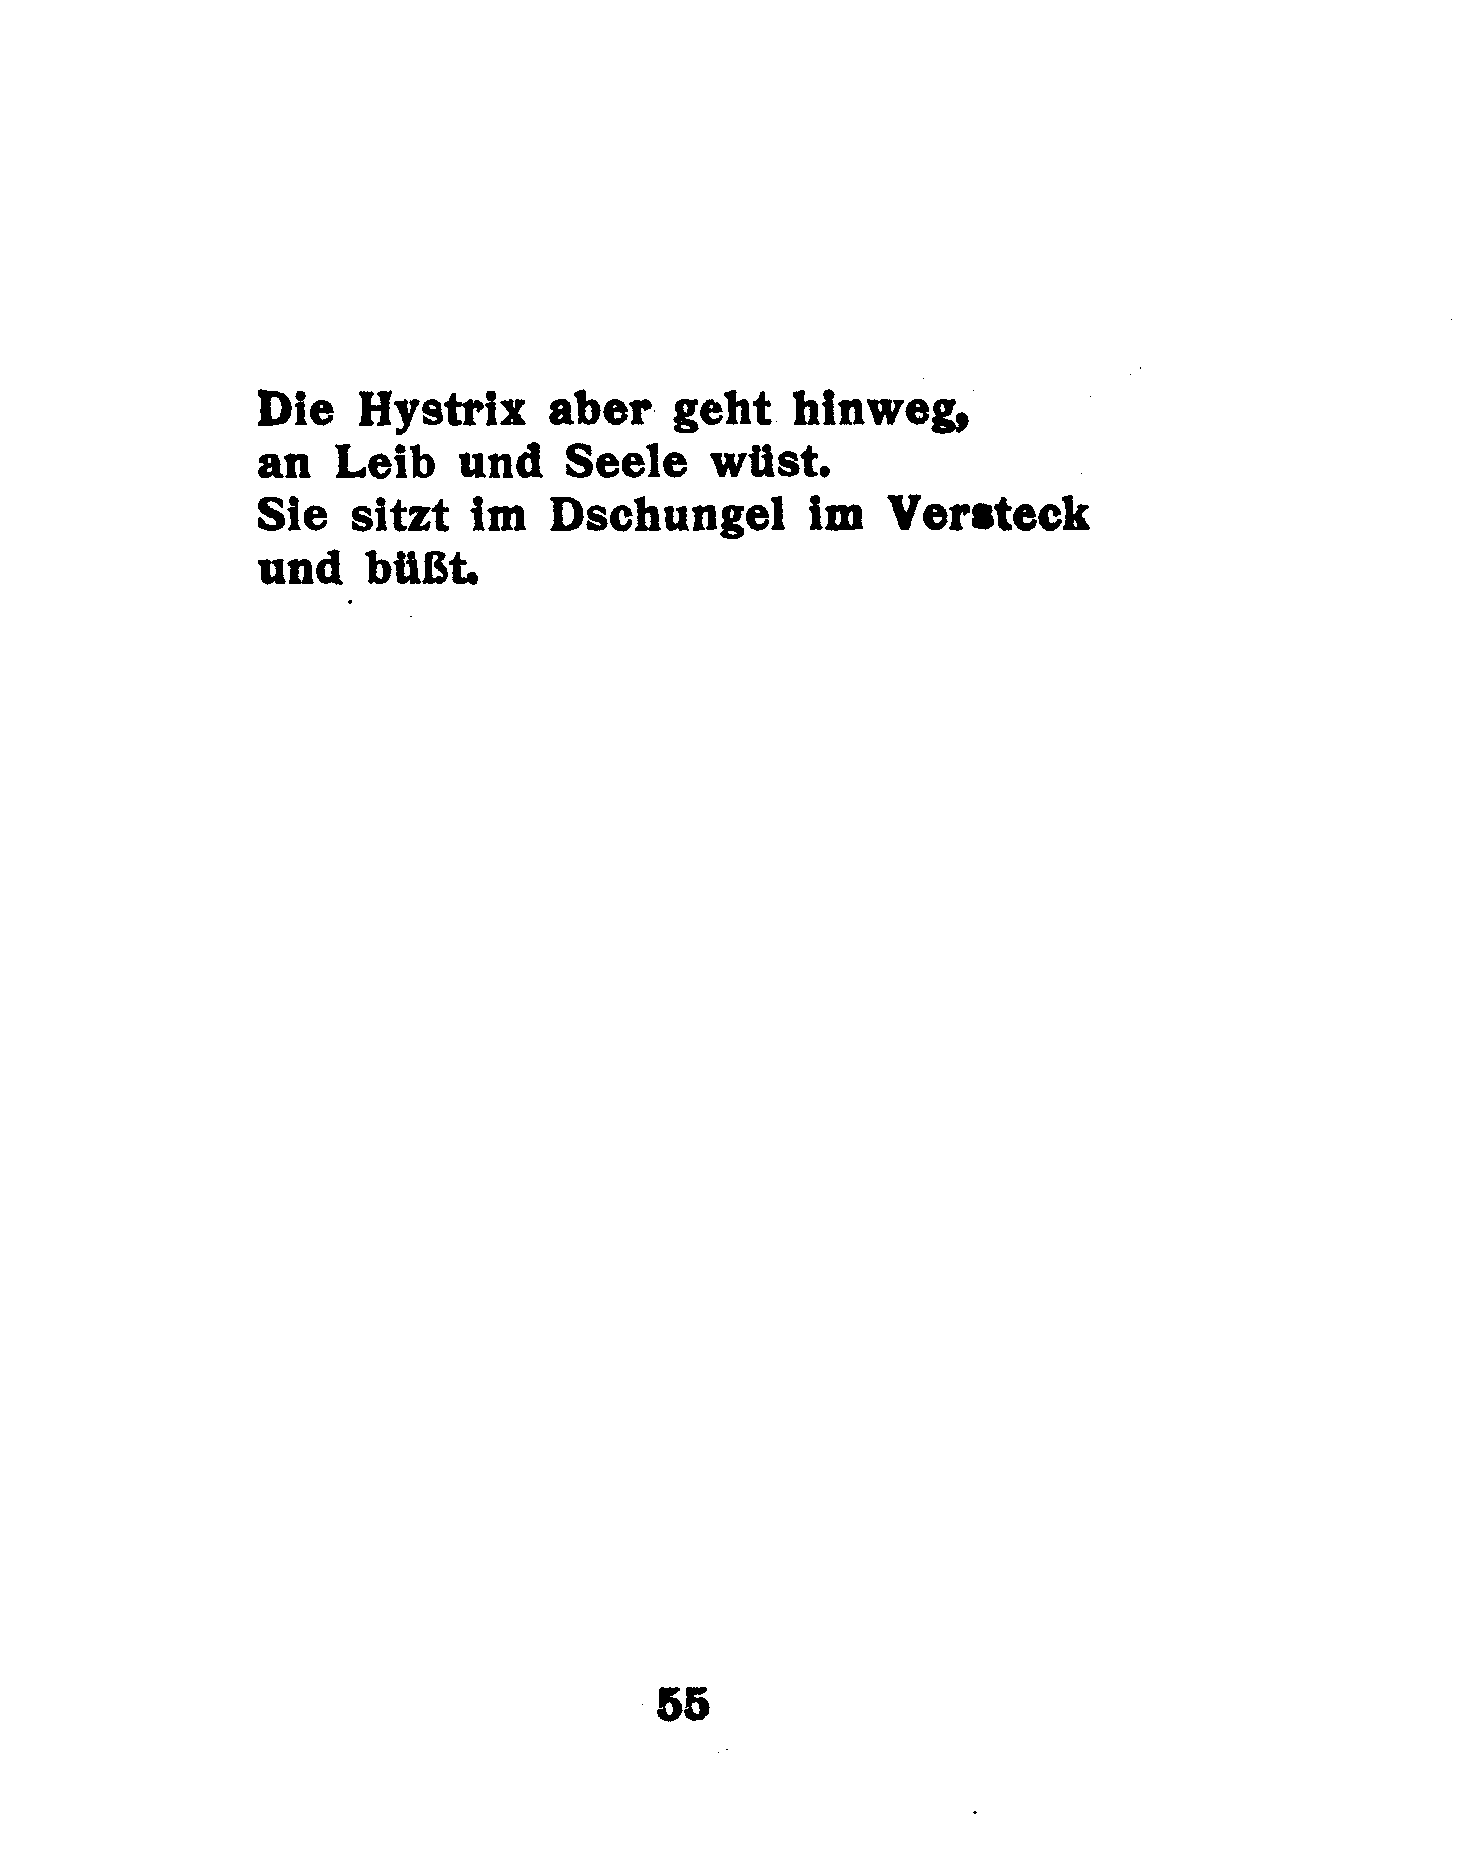 Die Hystrix aber geht hinweg,
an Leib und Seele wüst.
Sie sitzt im Dschungel im Versteck
und büßt.
55